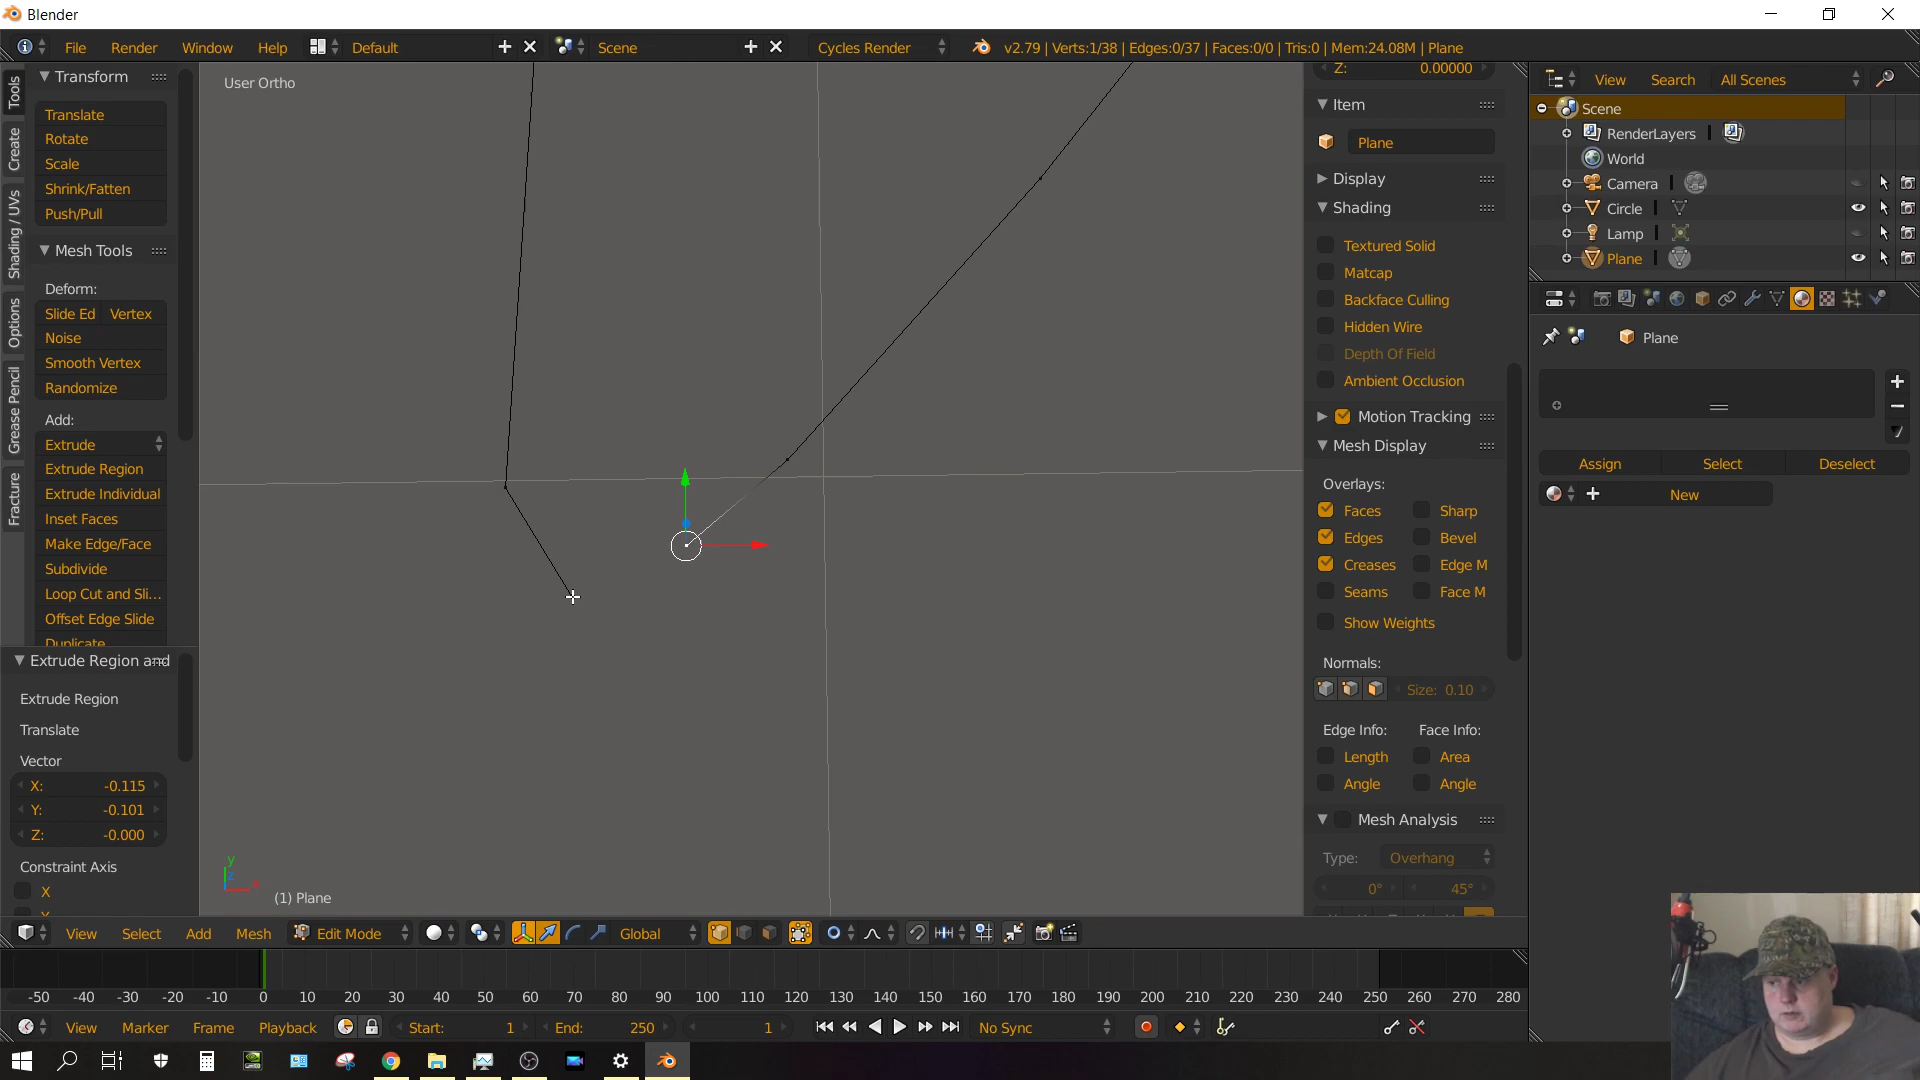 Blender
File Render Window Help Default Scene Cycles Render v2.79 | Verts:1/38 | Edges:0/37 | Faces:0/0 | Tris:0 | Mem:24.08M | Plane
Tools
Create
Shading / UVs
Options
Grease Pencil
Fracture
Transform
Translate
Rotate
Scale
Shrink/Fatten
Push/Pull
Mesh Tools
Deform:
Slide Ed Vertex
Noise
Smooth Vertex
Randomize
Add:
Extrude
Extrude Region
Extrude Individual
Inset Faces
Make Edge/Face
Subdivide
Loop Cut and Sli...
Offset Edge Slide
Duplicate
Extrude Region and
Extrude Region
Translate
Vector
X: -0.115
Y: -0.101
Z: -0.000
Constraint Axis
X
Y
User Ortho
y
z
x
(1) Plane
Z: 0.00000
Item
Plane
Display
Shading
Textured Solid
Matcap
Backface Culling
Hidden Wire
Depth Of Field
Ambient Occlusion
Motion Tracking
Mesh Display
Overlays:
Faces Sharp
Edges Bevel
Creases Edge M
Seams Face M
Show Weights
Normals:
Size: 0.10
Edge Info: Face Info:
Length Area
Angle Angle
Mesh Analysis
Type: Overhang
0° 45°
View Search All Scenes
Scene
RenderLayers
World
Camera
Circle
Lamp
Plane
Plane
Assign Select Deselect
New
View Select Add Mesh Edit Mode Global
-50 -40 -30 -20 -10 0 10 20 30 40 50 60 70 80 90 100 110 120 130 140 150 160 170 180 190 200 210 220 230 240 250 260 270 280
View Marker Frame Playback Start: 1 End: 250 1 No Sync